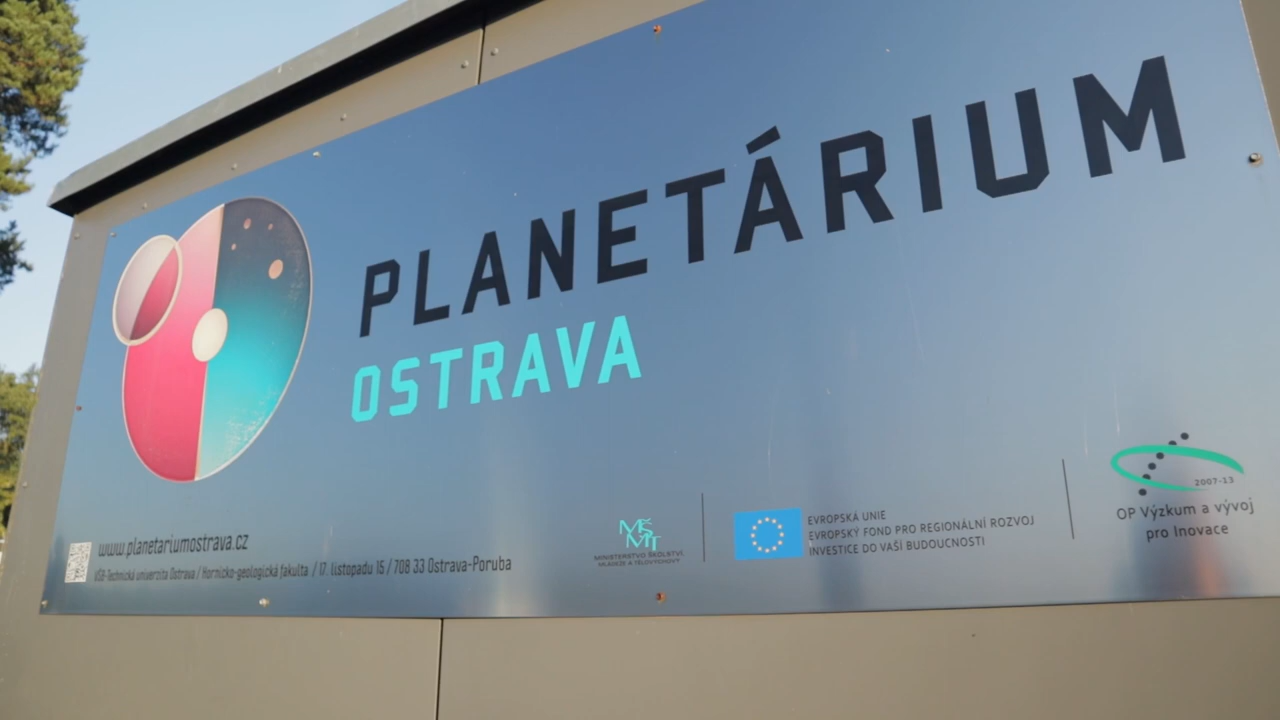 PLANETÁRIUM
OSTRAVA
www.planetariumostrava.cz
VŠB-Technická univerzita Ostrava / Hornicko-geologická fakulta / 17. listopadu 15 / 708 33 Ostrava-Poruba
MŠ
MT
MINISTERSTVO ŠKOLSTVÍ,
MLÁDEŽE A TĚLOVÝCHOVY
EVROPSKÁ UNIE
EVROPSKÝ FOND PRO REGIONÁLNÍ ROZVOJ
INVESTICE DO VAŠÍ BUDOUCNOSTI
2007-13
OP Výzkum a vývoj
pro Inovace